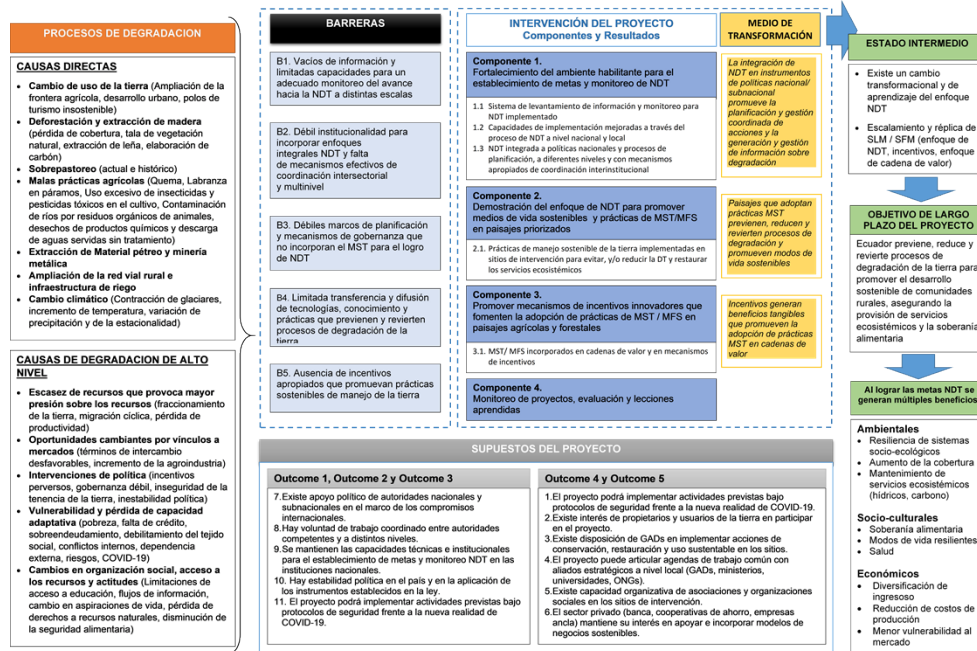 PROCESOS DE DEGRADACION
CAUSAS DIRECTAS
• Cambio de uso de la tierra (Ampliación de la
frontera agrícola, desarrollo urbano, polos de
turismo insostenible)
• Deforestación y extracción de madera
(pérdida de cobertura, tala de vegetación
natural, extracción de leña, elaboración de
carbón)
• Sobrepastoreo (actual e histórico)
• Malas prácticas agrícolas (Quema, Labranza
en páramos, Uso excesivo de insecticidas y
pesticidas tóxicos en el cultivo, Contaminación
de ríos por residuos orgánicos de animales,
desechos de productos químicos y descarga
de aguas servidas sin tratamiento)
• Extracción de Material pétreo y minería
metálica
• Ampliación de la red vial rural e
infraestructura de riego
• Cambio climático (Contracción de glaciares,
incremento de temperatura, variación de
precipitación y de la estacionalidad)
CAUSAS DE DEGRADACION DE ALTO
NIVEL
• Escasez de recursos que provoca mayor
presión sobre los recursos (fraccionamiento
de la tierra, migración cíclica, pérdida de
productividad)
• Oportunidades cambiantes por vínculos a
mercados (términos de intercambio
desfavorables, incremento de la agroindustria)
• Intervenciones de política (incentivos
perversos, gobernanza débil, inseguridad de la
tenencia de la tierra, inestabilidad política)
• Vulnerabilidad y pérdida de capacidad
adaptativa (pobreza, falta de crédito,
sobreendeudamiento, debilitamiento del tejido
social, conflictos internos, dependencia
externa, riesgos, COVID-19)
• Cambios en organización social, acceso a
los recursos y actitudes (Limitaciones de
acceso a educación, flujos de información,
cambio en aspiraciones de vida, pérdida de
derechos a recursos naturales, disminución de
la seguridad alimentaria)
BARRERAS
B1. Vacíos de información y
limitadas capacidades para un
adecuado monitoreo del avance
hacia la NDT a distintas escalas
B2. Débil institucionalidad para
incorporar enfoques
integrales NDT y falta
de mecanismos efectivos de
coordinación intersectorial
y multinivel
B3. Débiles marcos de planificación
y mecanismos de gobernanza que
no incorporan el MST para el logro
de NDT
B4. Limitada transferencia y difusión
de tecnologías, conocimiento y
prácticas que previenen y revierten
procesos de degradación de la
tierra
B5. Ausencia de incentivos
apropiados que promuevan prácticas
sostenibles de manejo de la tierra
INTERVENCIÓN DEL PROYECTO
Componentes y Resultados
Componente 1.
Fortalecimiento del ambiente habilitante para el
establecimiento de metas y monitoreo de NDT
1.1 Sistema de levantamiento de información y monitoreo para
NDT implementado
1.2 Capacidades de implementación mejoradas a través del
proceso de NDT a nivel nacional y local
1.3 NDT integrada a políticas nacionales y procesos de
planificación, a diferentes niveles y con mecanismos
apropiados de coordinación interinstitucional
Componente 2.
Demostración del enfoque de NDT para promover
medios de vida sostenibles y prácticas de MST/MFS
en paisajes priorizados
2.1. Prácticas de manejo sostenible de la tierra implementadas en
sitios de intervención para evitar, y/o reducir la DT y restaurar
los servicios ecosistémicos
Componente 3.
Promover mecanismos de incentivos innovadores que
fomenten la adopción de prácticas de MST / MFS en
paisajes agrícolas y forestales
3.1. MST/ MFS incorporados en cadenas de valor y en mecanismos
de incentivos
Componente 4.
Monitoreo de proyectos, evaluación y lecciones
aprendidas
MEDIO DE
TRANSFORMACIÓN
La integración de
NDT en instrumentos
de políticas nacional/
subnacional
promueve la
planificación y gestión
coordinada de
acciones y la
generación y gestión
de información sobre
degradación
Paisajes que adoptan
prácticas MST
previenen, reducen y
revierten procesos de
degradación y
promueven modos de
vida sostenibles
Incentivos generan
beneficios tangibles
que promueven la
adopción de prácticas
MST en cadenas de
valor
SUPUESTOS DEL PROYECTO
Outcome 1, Outcome 2 y Outcome 3
7.Existe apoyo político de autoridades nacionales y
subnacionales en el marco de los compromisos
internacionales.
8.Hay voluntad de trabajo coordinado entre autoridades
competentes y a distintos niveles.
9.Se mantienen las capacidades técnicas e institucionales
para el establecimiento de metas y monitoreo NDT en las
instituciones nacionales.
10. Hay estabilidad política en el país y en la aplicación de
los instrumentos establecidos en la ley.
11. El proyecto podrá implementar actividades previstas bajo
protocolos de seguridad frente a la nueva realidad de
COVID-19.
Outcome 4 y Outcome 5
1.El proyecto podrá implementar actividades previstas bajo
protocolos de seguridad frente a la nueva realidad de COVID-19.
2.Existe interés de propietarios y usuarios de la tierra en participar
en el proyecto.
3.Existe disposición de GADs en implementar acciones de
conservación, restauración y uso sustentable en los sitios.
4.El proyecto puede articular agendas de trabajo común con
aliados estratégicos a nivel local (GADs, ministerios,
universidades, ONGs).
5.Existe capacidad organizativa de asociaciones y organizaciones
sociales en los sitios de intervención.
6.El sector privado (banca, cooperativas de ahorro, empresas
ancla) mantiene su interés en apoyar e incorporar modelos de
negocios sostenibles.
ESTADO INTERMEDIO
• Existe un cambio
transformacional y de
aprendizaje del enfoque
NDT
• Escalamiento y réplica de
SLM / SFM (enfoque de
NDT, incentivos, enfoque
de cadena de valor)
OBJETIVO DE LARGO
PLAZO DEL PROYECTO
Ecuador previene, reduce y
revierte procesos de
degradación de la tierra para
promover el desarrollo
sostenible de comunidades
rurales, asegurando la
provisión de servicios
ecosistémicos y la soberanía
alimentaria
Al lograr las metas NDT se
generan múltiples beneficios
Ambientales
• Resiliencia de sistemas
socio-ecológicos
• Aumento de la cobertura
• Mantenimiento de
servicios ecosistémicos
(hídricos, carbono)
Socio-culturales
• Soberanía alimentaria
• Modos de vida resilientes
• Salud
Económicos
• Diversificación de
ingresoso
• Reducción de costos de
producción
• Menor vulnerabilidad al
mercado